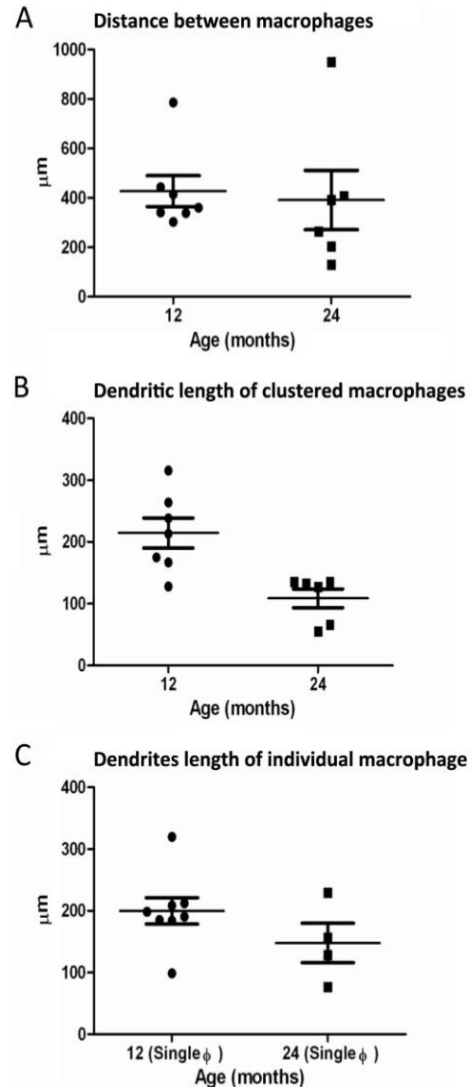 A Distance between macrophages
1000
800
600
400
200
0
µm
12 24
Age (months)
B Dendritic length of clustered macrophages
400
300
200
100
0
µm
12 24
Age (months)
C Dendrites length of individual macrophage
400
300
200
100
0
µm
12 (Single ϕ ) 24 (Single ϕ )
Age (months)